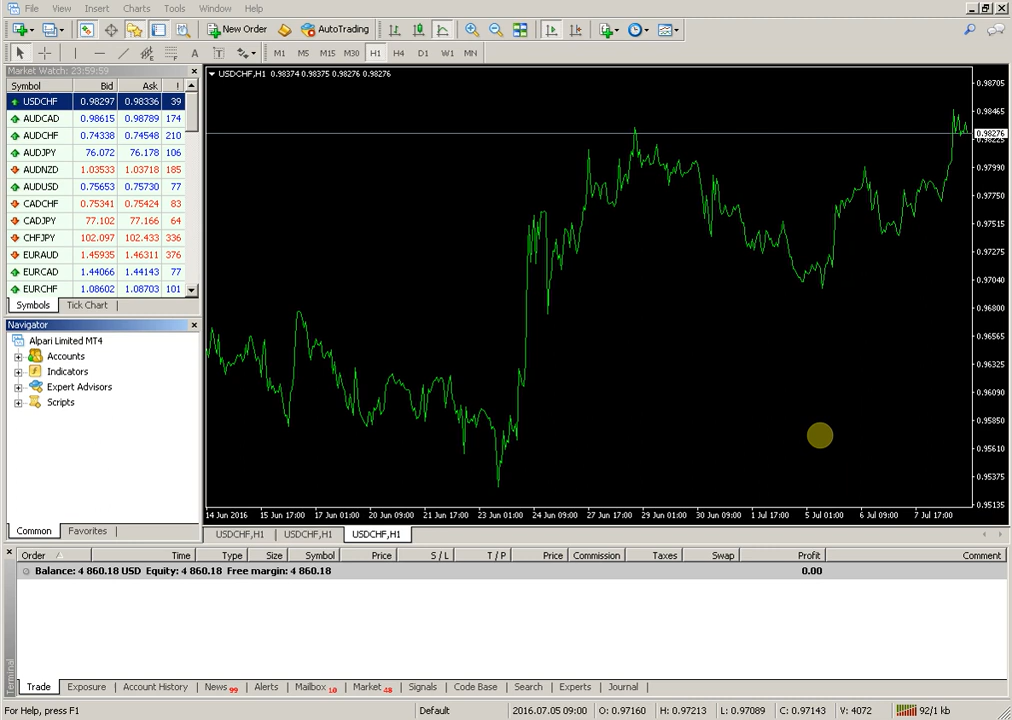 File View Insert Charts Tools Window Help
New Order AutoTrading
A T M1 M5 M15 M30 H1 H4 D1 W1 MN
Market Watch: 23:59:59
Symbol Bid Ask !
USDCHF 0.98297 0.98336 39
AUDCAD 0.98615 0.98789 174
AUDCHF 0.74338 0.74548 210
AUDJPY 76.072 76.178 106
AUDNZD 1.03533 1.03718 185
AUDUSD 0.75653 0.75730 77
CADCHF 0.75341 0.75424 83
CADJPY 77.102 77.166 64
CHFJPY 102.097 102.433 336
EURAUD 1.45935 1.46311 376
EURCAD 1.44066 1.44143 77
EURCHF 1.08602 1.08703 101
Symbols Tick Chart
Navigator
Alpari Limited MT4
Accounts
Indicators
Expert Advisors
Scripts
Common Favorites
USDCHF,H1 0.98374 0.98375 0.98276 0.98276
0.98705
0.98465
0.98276
0.97990
0.97750
0.97515
0.97275
0.97040
0.96800
0.96565
0.96325
0.96090
0.95850
0.95610
0.95375
0.95135
14 Jun 2016 15 Jun 17:00 17 Jun 01:00 20 Jun 09:00 21 Jun 17:00 23 Jun 01:00 24 Jun 09:00 27 Jun 17:00 29 Jun 01:00 30 Jun 09:00 1 Jul 17:00 5 Jul 01:00 6 Jul 09:00 7 Jul 17:00
USDCHF,H1 USDCHF,H1 USDCHF,H1
Order Time Type Size Symbol Price S / L T / P Price Commission Taxes Swap Profit Comment
Balance: 4 860.18 USD Equity: 4 860.18 Free margin: 4 860.18 0.00
Terminal
Trade Exposure Account History News 99 Alerts Mailbox 10 Market 48 Signals Code Base Search Experts Journal
For Help, press F1 Default 2016.07.05 09:00 O: 0.97160 H: 0.97213 L: 0.97089 C: 0.97143 V: 4072 92/1 kb